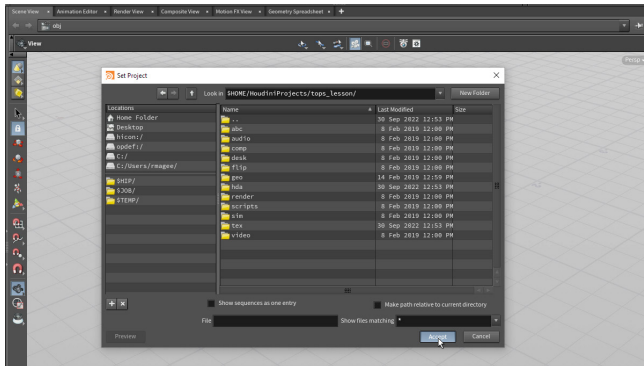 Scene View × Animation Editor × Render View × Composite View × Motion FX View × Geometry Spreadsheet × +
obj
View
Persp
Set Project
Look in $HOME/HoudiniProjects/tops_lesson/ New Folder
Locations
Home Folder
Desktop
hicon:/
opdef:/
C:/
C:/Users/rmagee/
$HIP/
$JOB/
$TEMP/
Name Last Modified Size
.. 30 Sep 2022 12:53 PM
abc 8 Feb 2019 12:00 PM
audio 8 Feb 2019 12:00 PM
comp 8 Feb 2019 12:00 PM
desk 8 Feb 2019 12:00 PM
flip 8 Feb 2019 12:00 PM
geo 14 Feb 2019 12:59 PM
hda 30 Sep 2022 12:53 PM
render 8 Feb 2019 12:00 PM
scripts 8 Feb 2019 12:00 PM
sim 8 Feb 2019 12:00 PM
tex 30 Sep 2022 12:53 PM
video 8 Feb 2019 12:00 PM
Show sequences as one entry Make path relative to current directory
File Show files matching *
Preview Accept Cancel